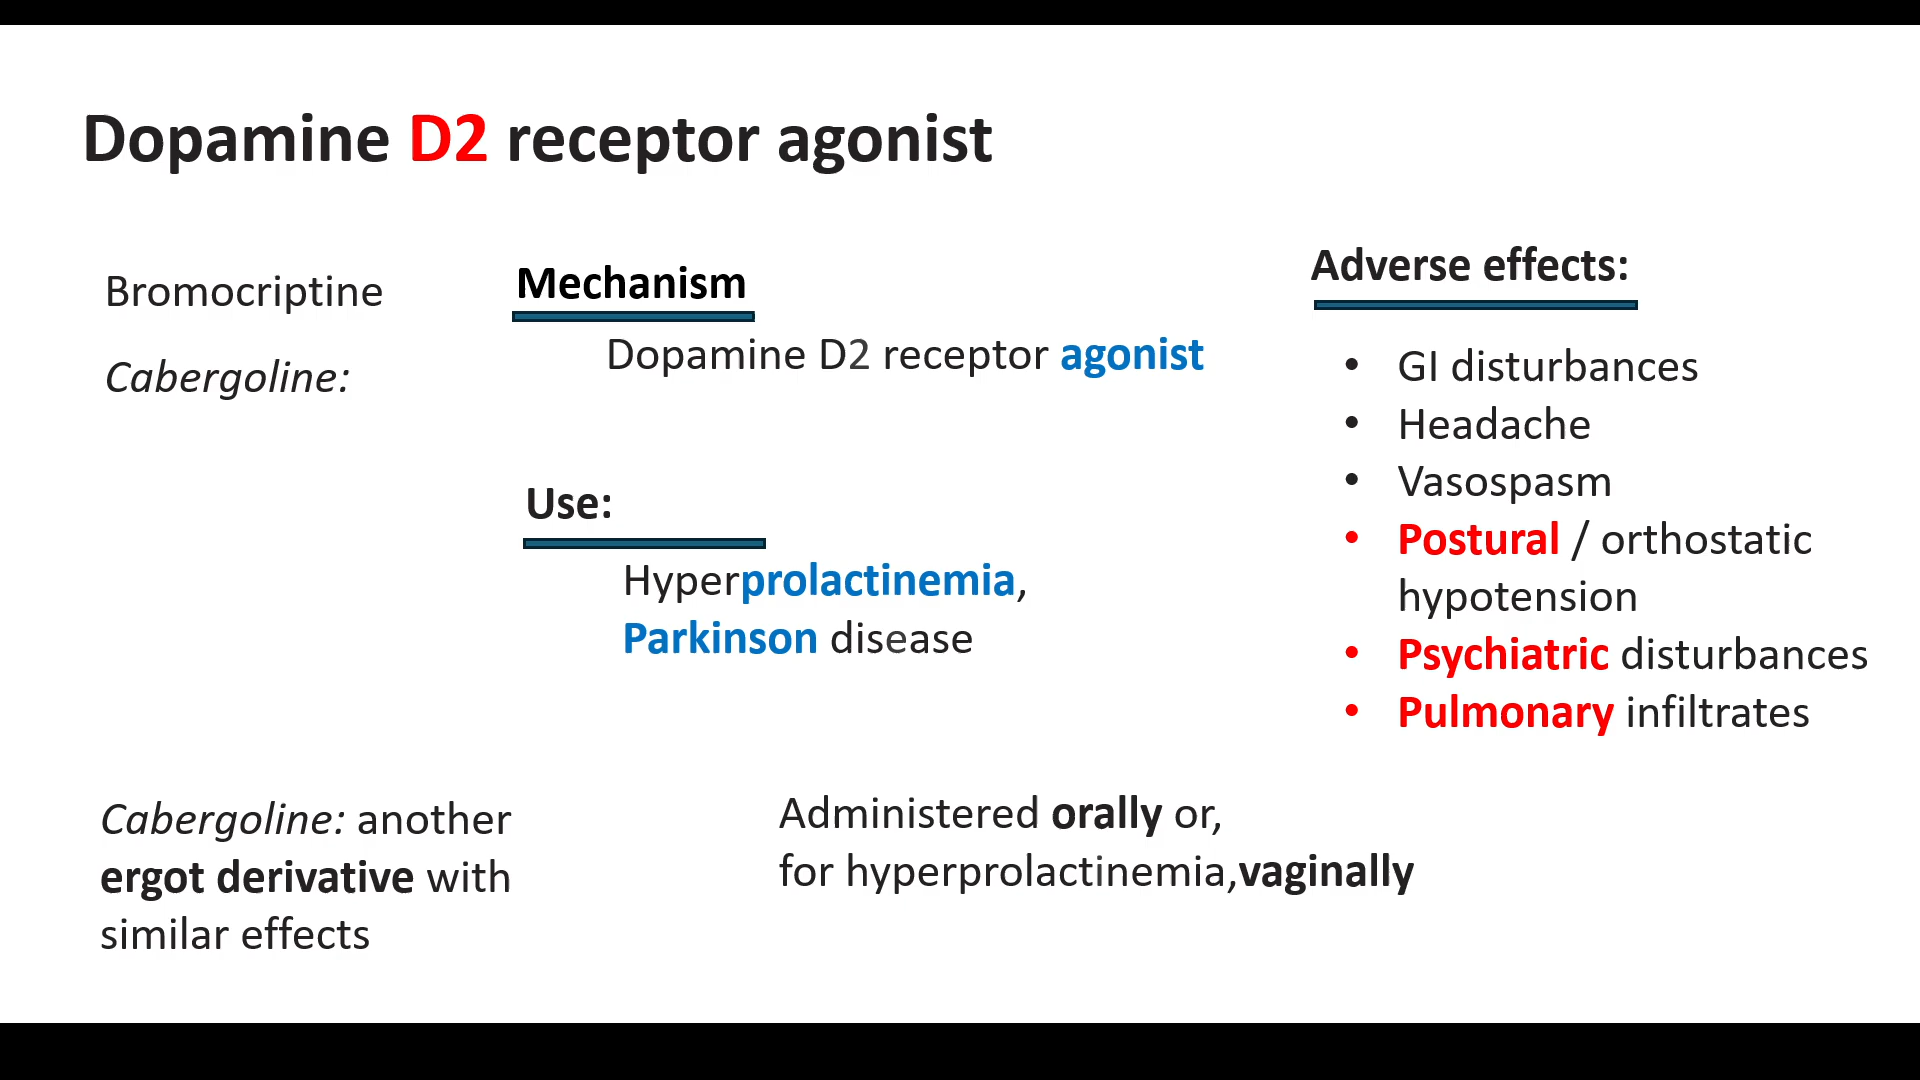 Dopamine D2 receptor agonist
Bromocriptine
Cabergoline:
Mechanism
Dopamine D2 receptor agonist
Use:
Hyperprolactinemia,
Parkinson disease
Adverse effects:
• GI disturbances
• Headache
• Vasospasm
• Postural / orthostatic
hypotension
• Psychiatric disturbances
• Pulmonary infiltrates
Cabergoline: another
ergot derivative with
similar effects
Administered orally or,
for hyperprolactinemia,vaginally